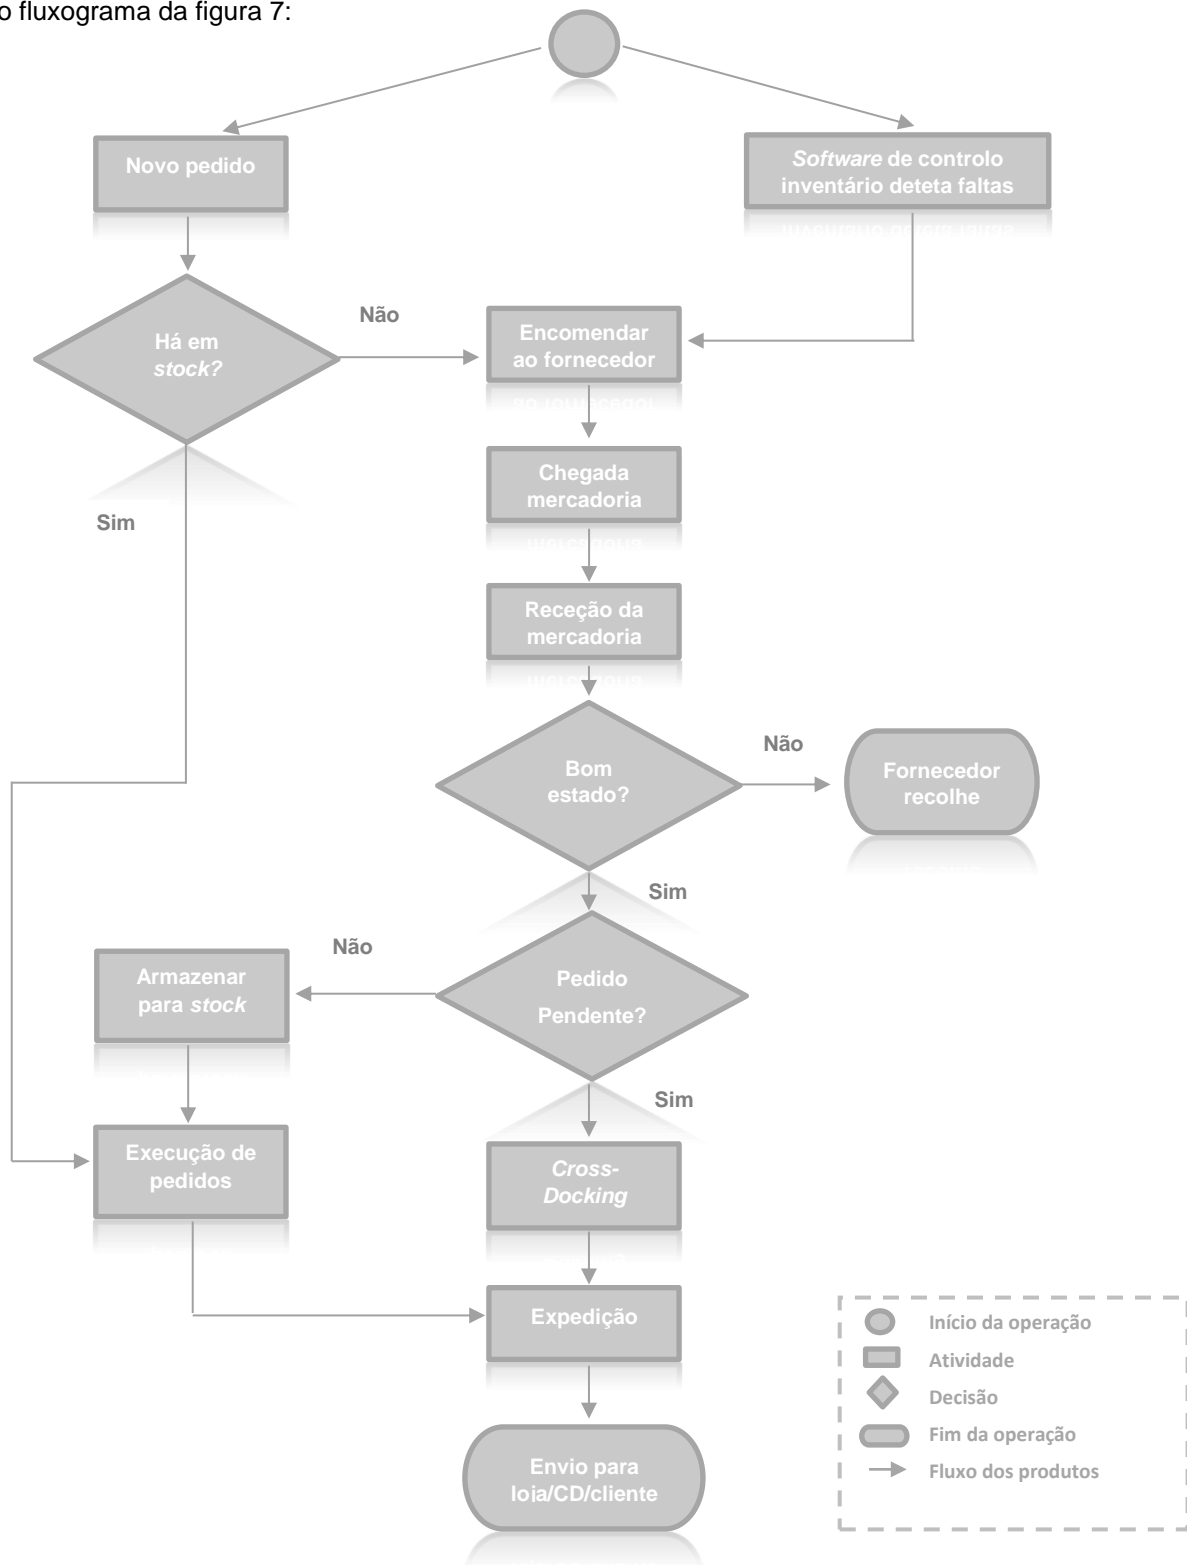 o fluxograma da figura 7:
Novo pedido
Software de controlo
inventário deteta faltas
Há em
stock?
Não
Encomendar
ao fornecedor
Chegada
mercadoria
Sim
Receção da
mercadoria
Bom
estado?
Não
Fornecedor
recolhe
Sim
Pedido
Pendente?
Não
Armazenar
para stock
Sim
Execução de
pedidos
Cross-
Docking
Expedição
Envio para
loja/CD/cliente
Início da operação
Atividade
Decisão
Fim da operação
Fluxo dos produtos